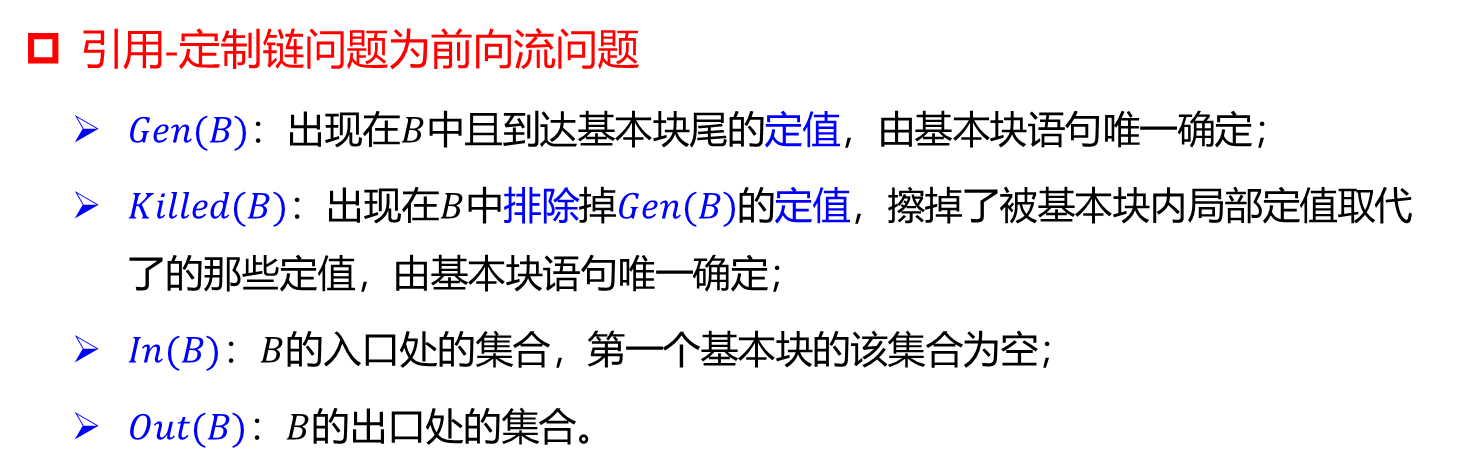 引用-定制链问题为前向流问题
Gen(B)：出现在B中且到达基本块尾的定值，由基本块语句唯一确定；
Killed(B)：出现在B中排除掉Gen(B)的定值，擦掉了被基本块内局部定值取代
了的那些定值，由基本块语句唯一确定；
In(B)：B的入口处的集合，第一个基本块的该集合为空；
Out(B)：B的出口处的集合。